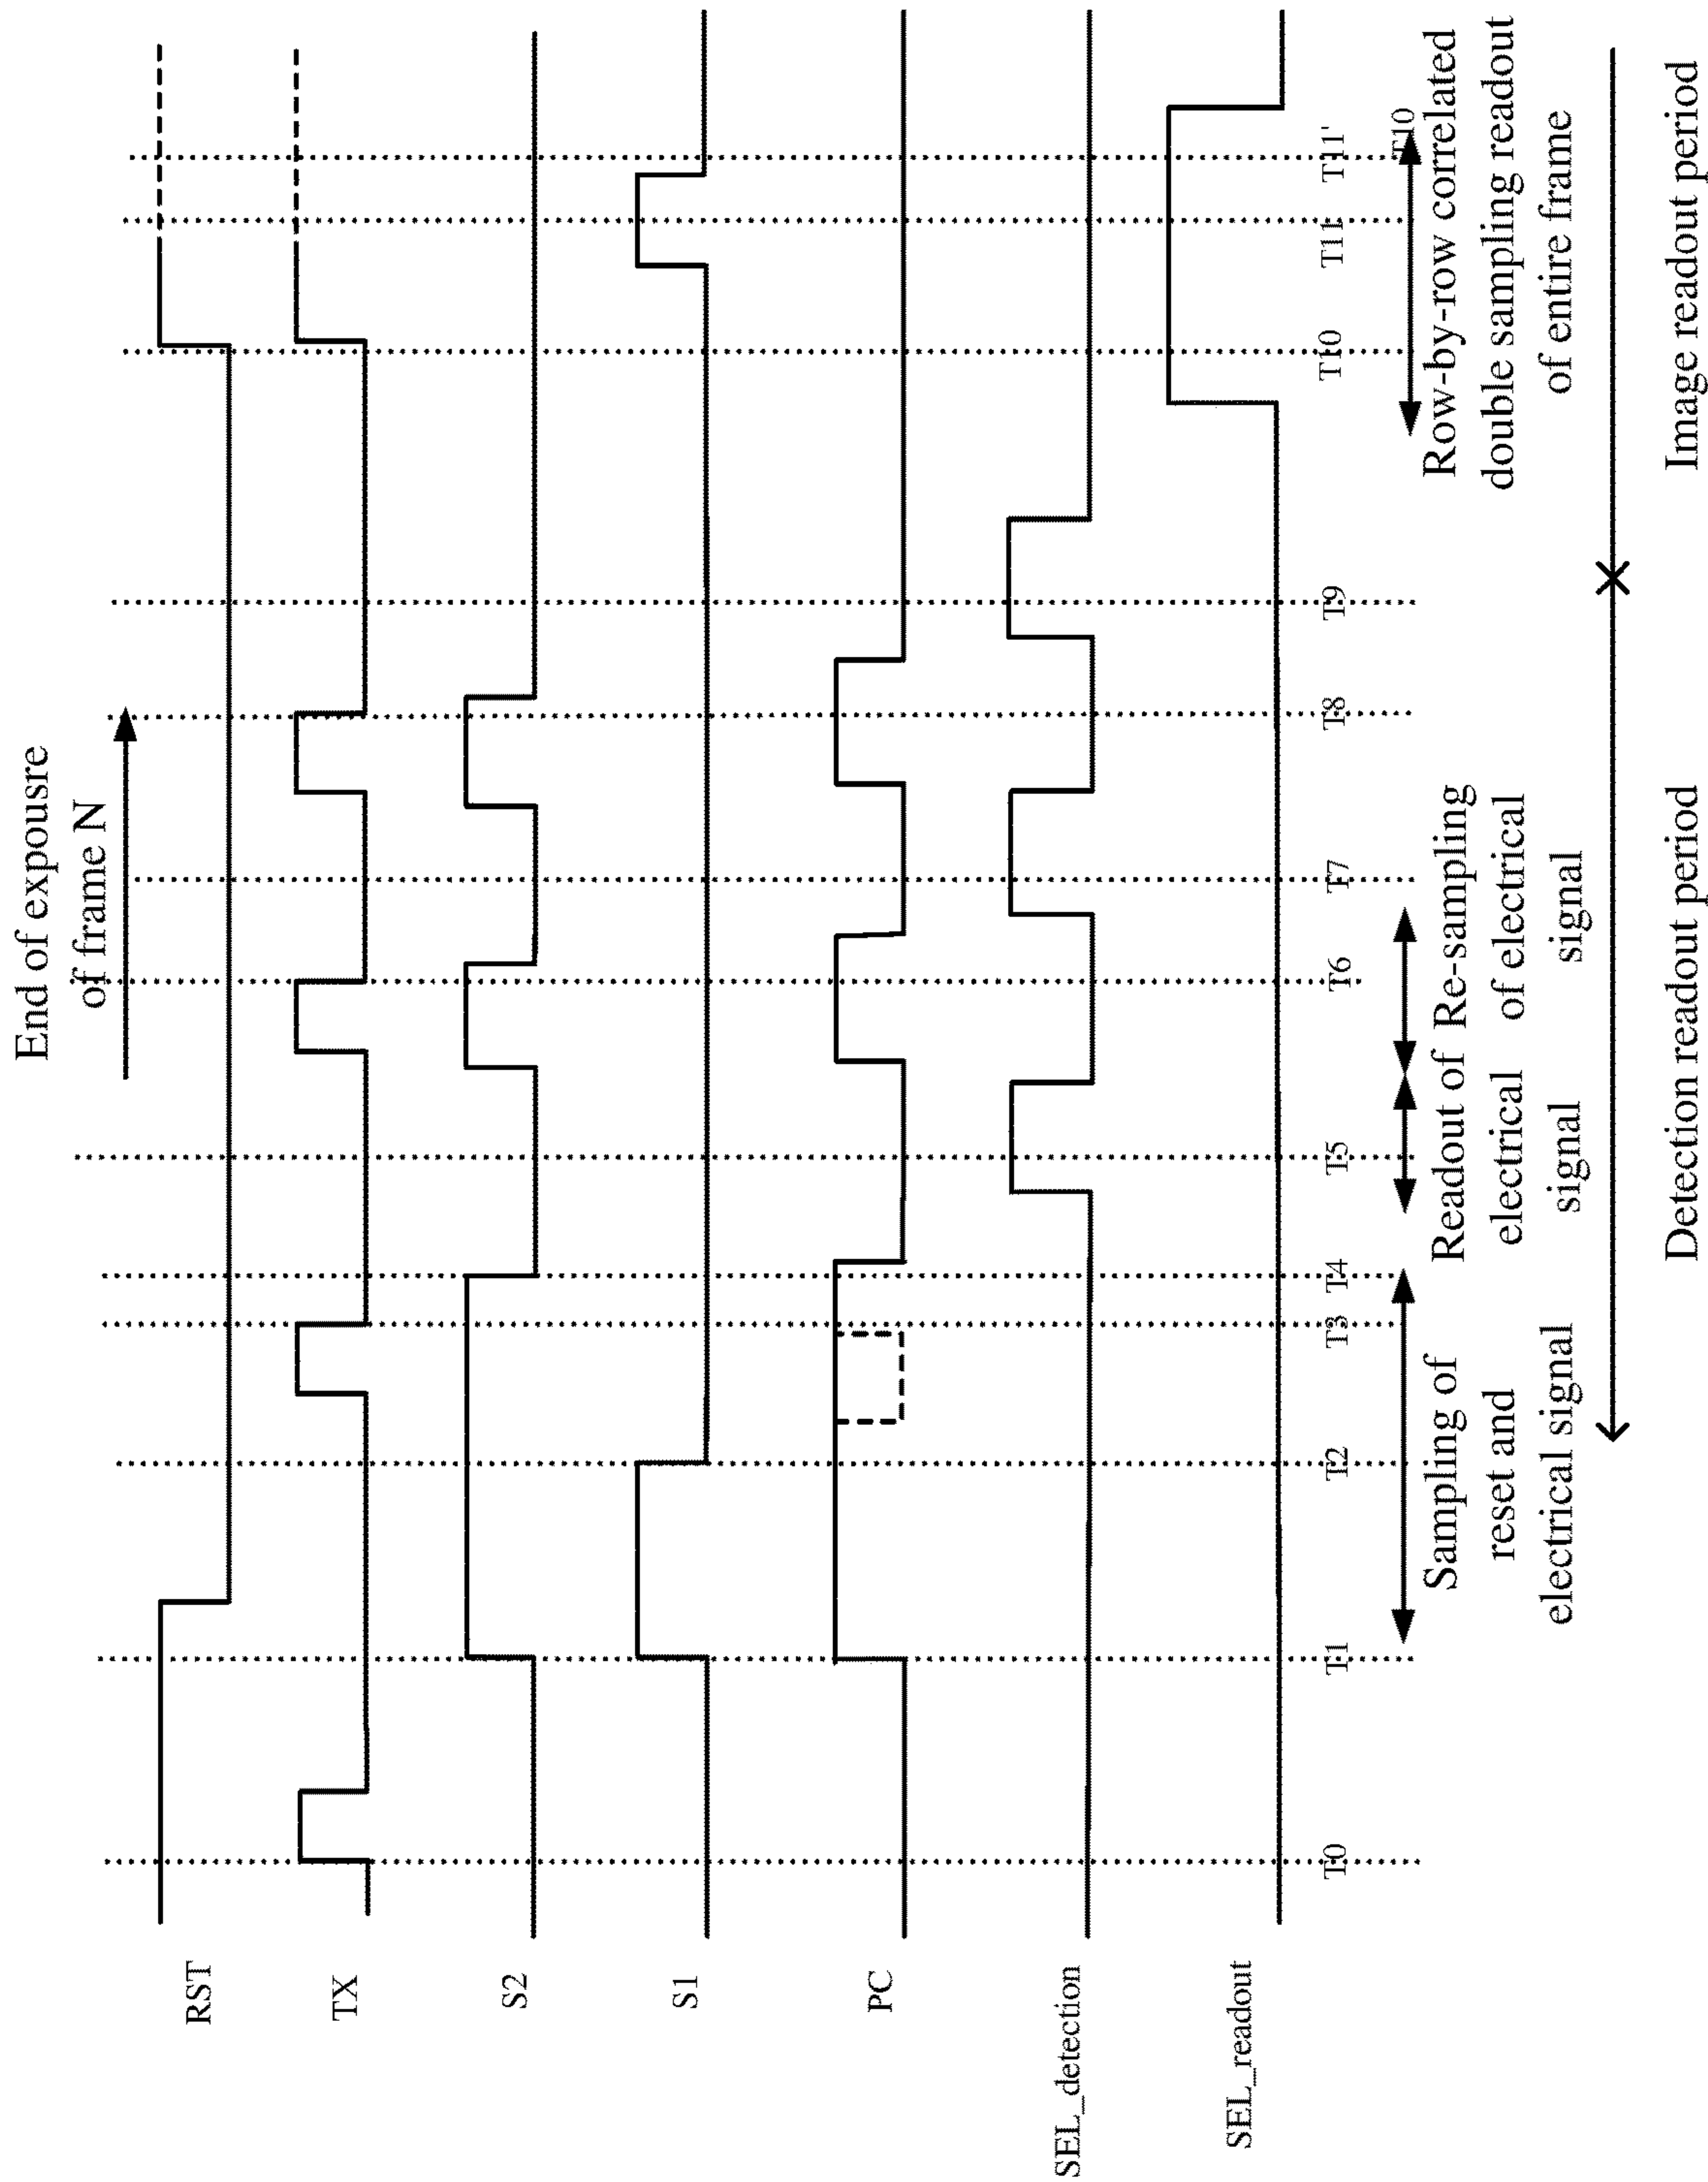 End of expousre
of frame N
RST
TX
S2
S1
PC
SEL_detection
SEL_readout
T0
T1
T2
T3
T4
T5
T6
T7
T8
T9
T10
T11
T11'
T10
Sampling of
reset and
electrical signal
Readout of
electrical
signal
Re-sampling
of electrical
signal
Row-by-row correlated
double sampling readout
of entire frame
Detection readout period
Image readout period